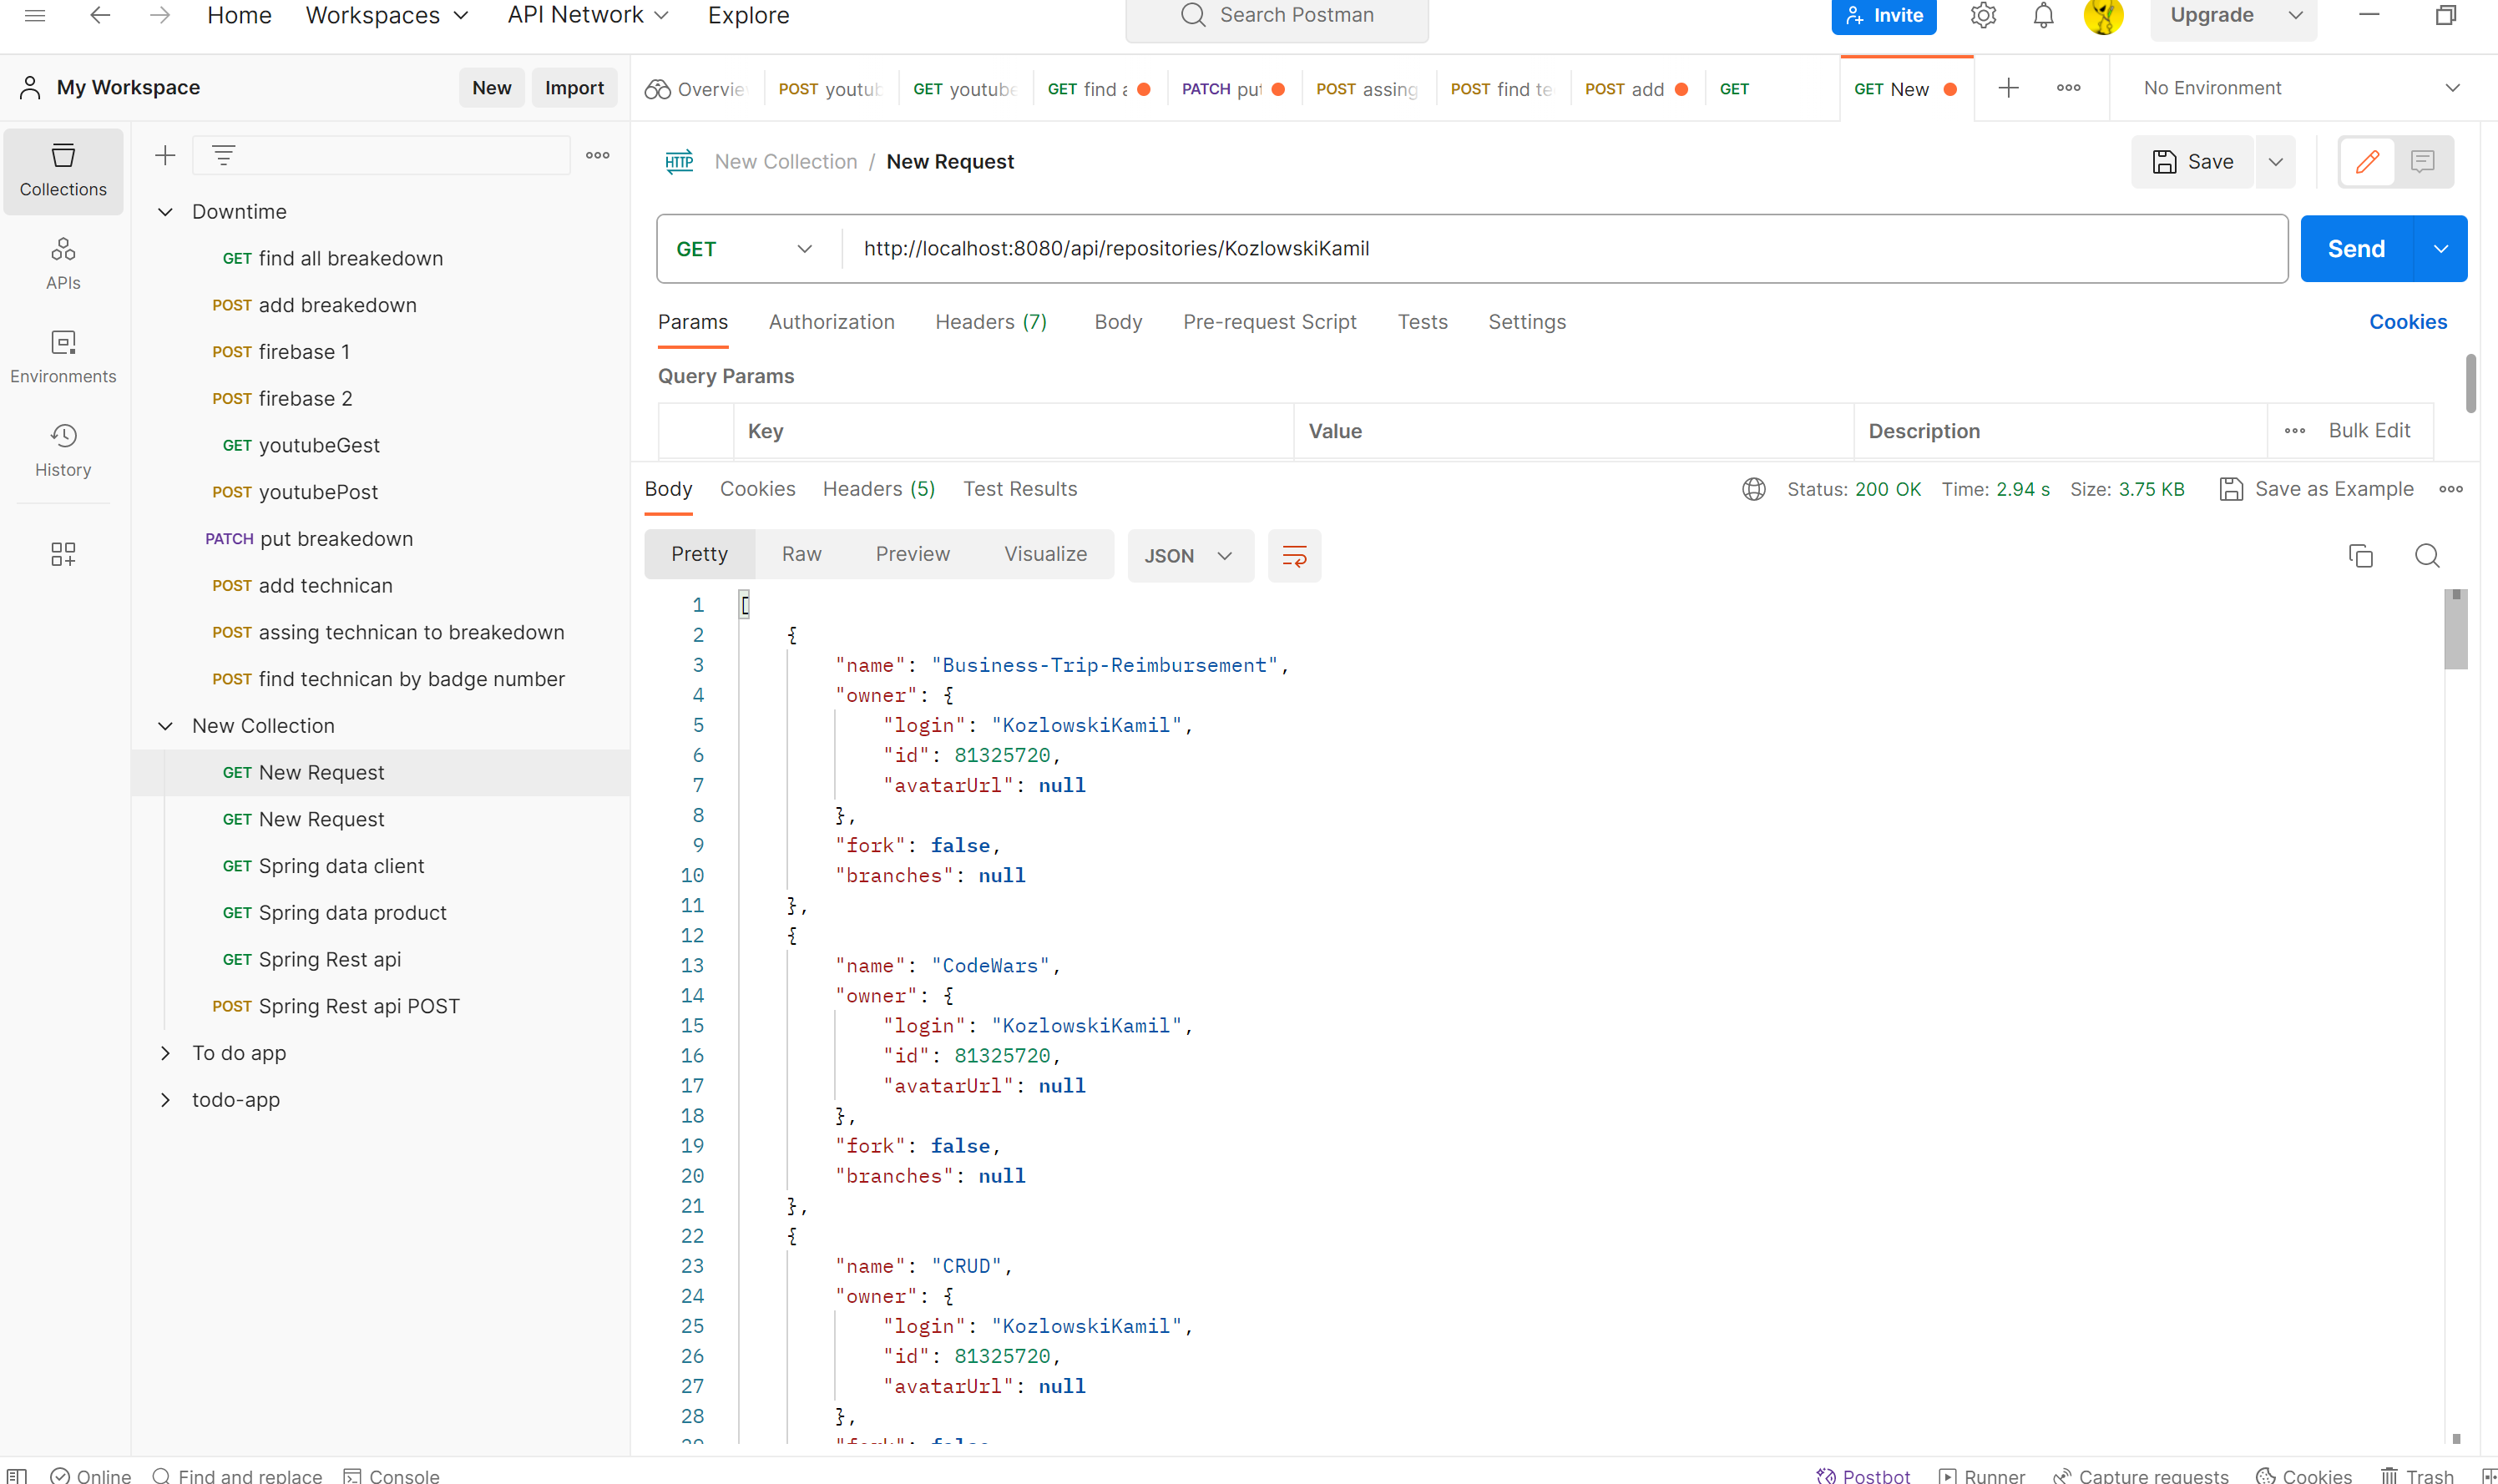 Home Workspaces API Network Explore Search Postman Invite Upgrade
My Workspace New Import
Overvie POST youtub GET youtube GET find a PATCH put POST assing POST find te POST add GET GET New No Environment
Collections
APIs
Environments
History
Downtime
GET find all breakedown
POST add breakedown
POST firebase 1
POST firebase 2
GET youtubeGest
POST youtubePost
PATCH put breakedown
POST add technican
POST assing technican to breakedown
POST find technican by badge number
New Collection
GET New Request
GET New Request
GET Spring data client
GET Spring data product
GET Spring Rest api
POST Spring Rest api POST
To do app
todo-app
HTTP New Collection / New Request Save
GET http://localhost:8080/api/repositories/KozlowskiKamil Send
Params Authorization Headers (7) Body Pre-request Script Tests Settings Cookies
Query Params
Key Value Description Bulk Edit
Body Cookies Headers (5) Test Results Status: 200 OK Time: 2.94 s Size: 3.75 KB Save as Example
Pretty Raw Preview Visualize JSON
1 [
2 {
3 "name": "Business-Trip-Reimbursement",
4 "owner": {
5 "login": "KozlowskiKamil",
6 "id": 81325720,
7 "avatarUrl": null
8 },
9 "fork": false,
10 "branches": null
11 },
12 {
13 "name": "CodeWars",
14 "owner": {
15 "login": "KozlowskiKamil",
16 "id": 81325720,
17 "avatarUrl": null
18 },
19 "fork": false,
20 "branches": null
21 },
22 {
23 "name": "CRUD",
24 "owner": {
25 "login": "KozlowskiKamil",
26 "id": 81325720,
27 "avatarUrl": null
28 },
Online Find and replace Console Postbot Runner Capture requests Cookies Trash